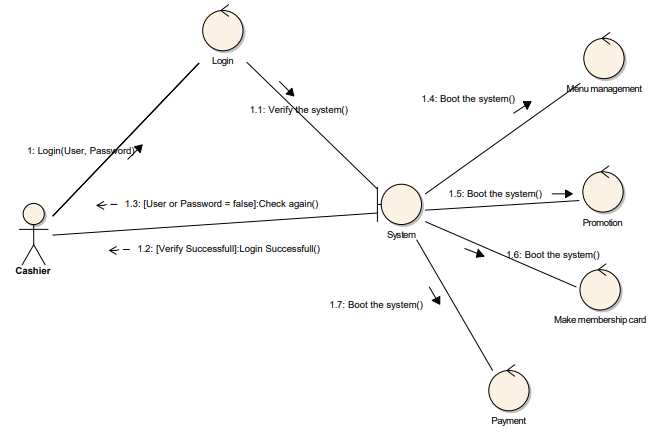 Login
Menu management
1.4: Boot the system()
1.1: Verify the system()
1: Login(User, Password)
1.5: Boot the system()
1.3: [User or Password = false]:Check again()
Promotion
System
1.2: [Verify Successfull]:Login Successfull()
1.6: Boot the system()
Cashier
1.7: Boot the system()
Make membership card
Payment